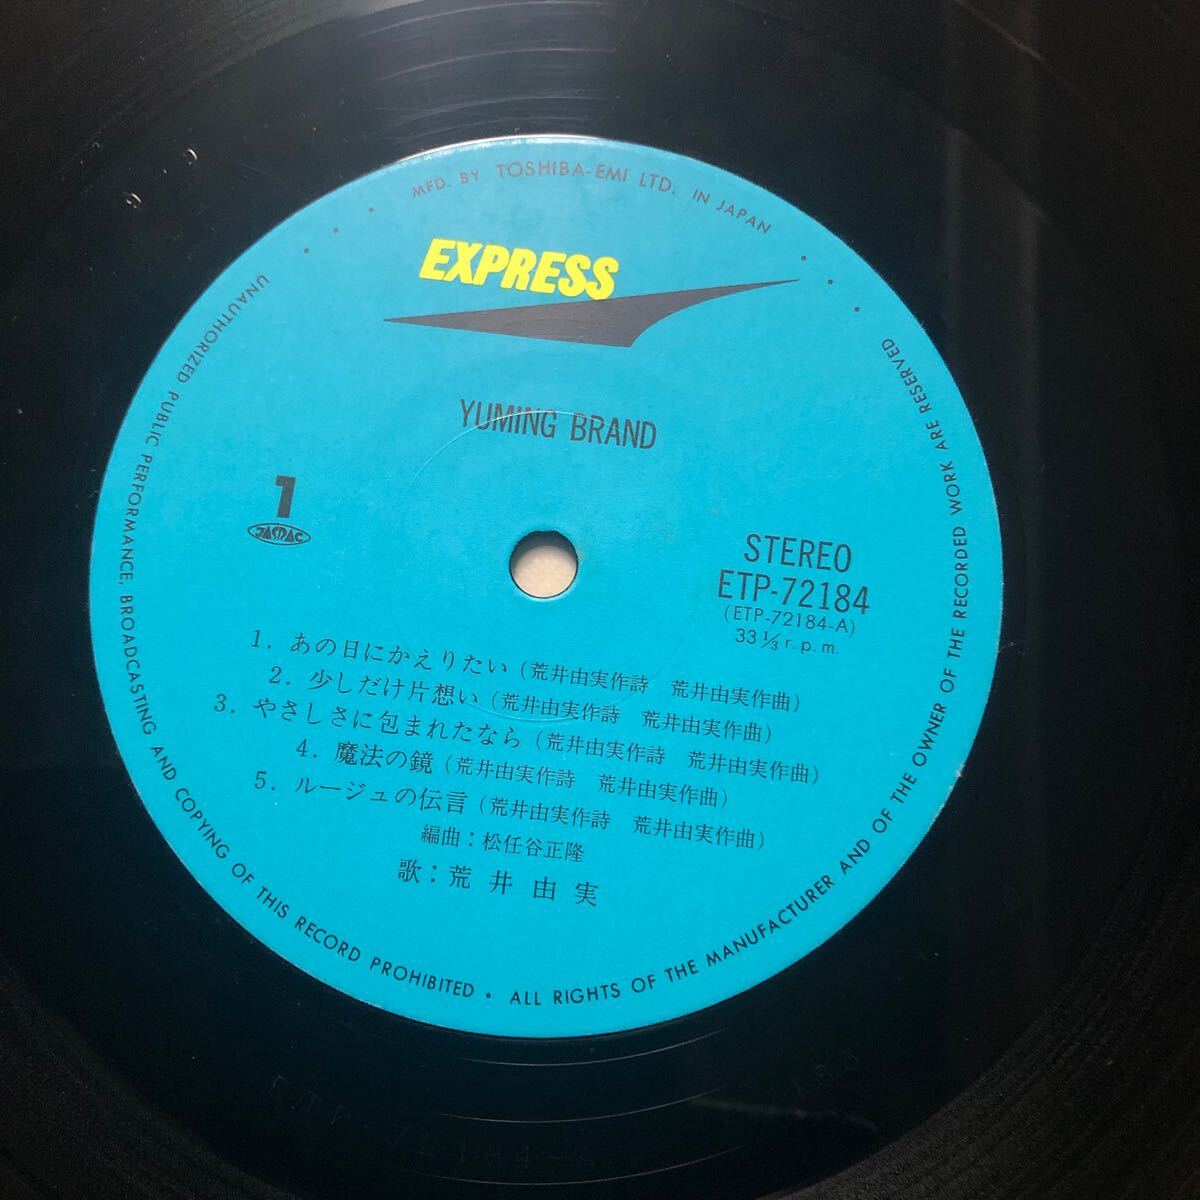 MFD. BY TOSHIBA-EMI LTD. IN JAPAN
EXPRESS
YUMING BRAND
1
JASRAC
STEREO
ETP-72184
(ETP-72184-A)
33 1/3 r.p.m.
1. あの日にかえりたい (荒井由実作詩 荒井由実作曲)
2. 少しだけ片想い (荒井由実作詩 荒井由実作曲)
3. やさしさに包まれたなら (荒井由実作詩 荒井由実作曲)
4. 魔法の鏡 (荒井由実作詩 荒井由実作曲)
5. ルージュの伝言 (荒井由実作詩 荒井由実作曲)
編曲：松任谷正隆
歌：荒井由実
UNAUTHORIZED PUBLIC PERFORMANCE, BROADCASTING AND COPYING OF THIS RECORD PROHIBITED • ALL RIGHTS OF THE MANUFACTURER AND OF THE OWNER OF THE RECORDED WORK ARE RESERVED
ETP-72184-A